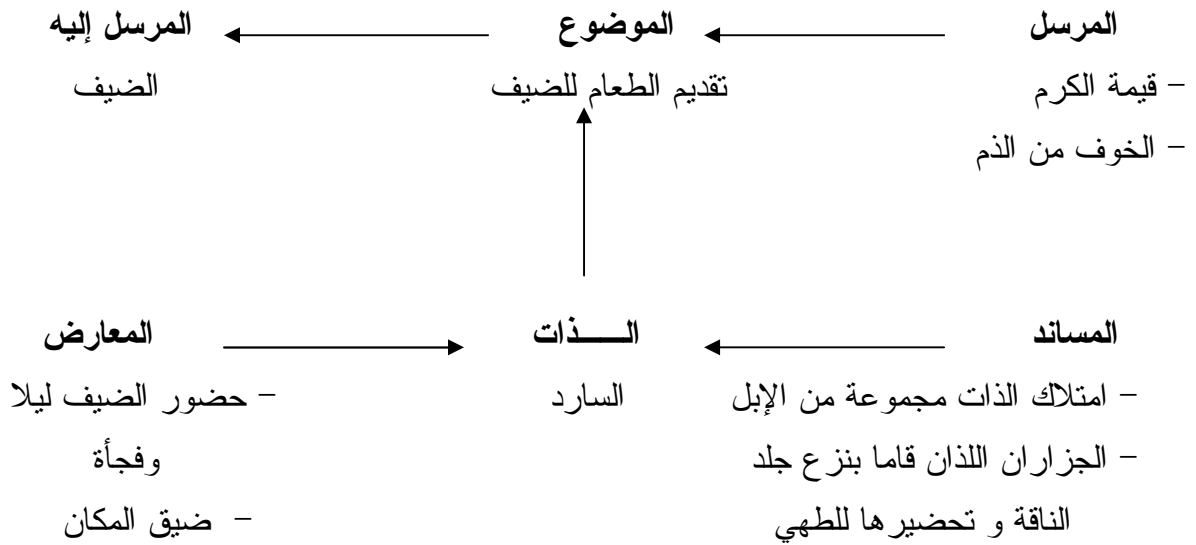 المرسل الموضوع المرسل إليه
– قيمة الكرم تقديم الطعام للضيف الضيف
– الخوف من الذم
المساند الـــــذات المعارض
– امتلاك الذات مجموعة من الإبل السارد – حضور الضيف ليلا
– الجزاران اللذان قاما بنزع جلد وفجأة
الناقة و تحضيرها للطهي – ضيق المكان